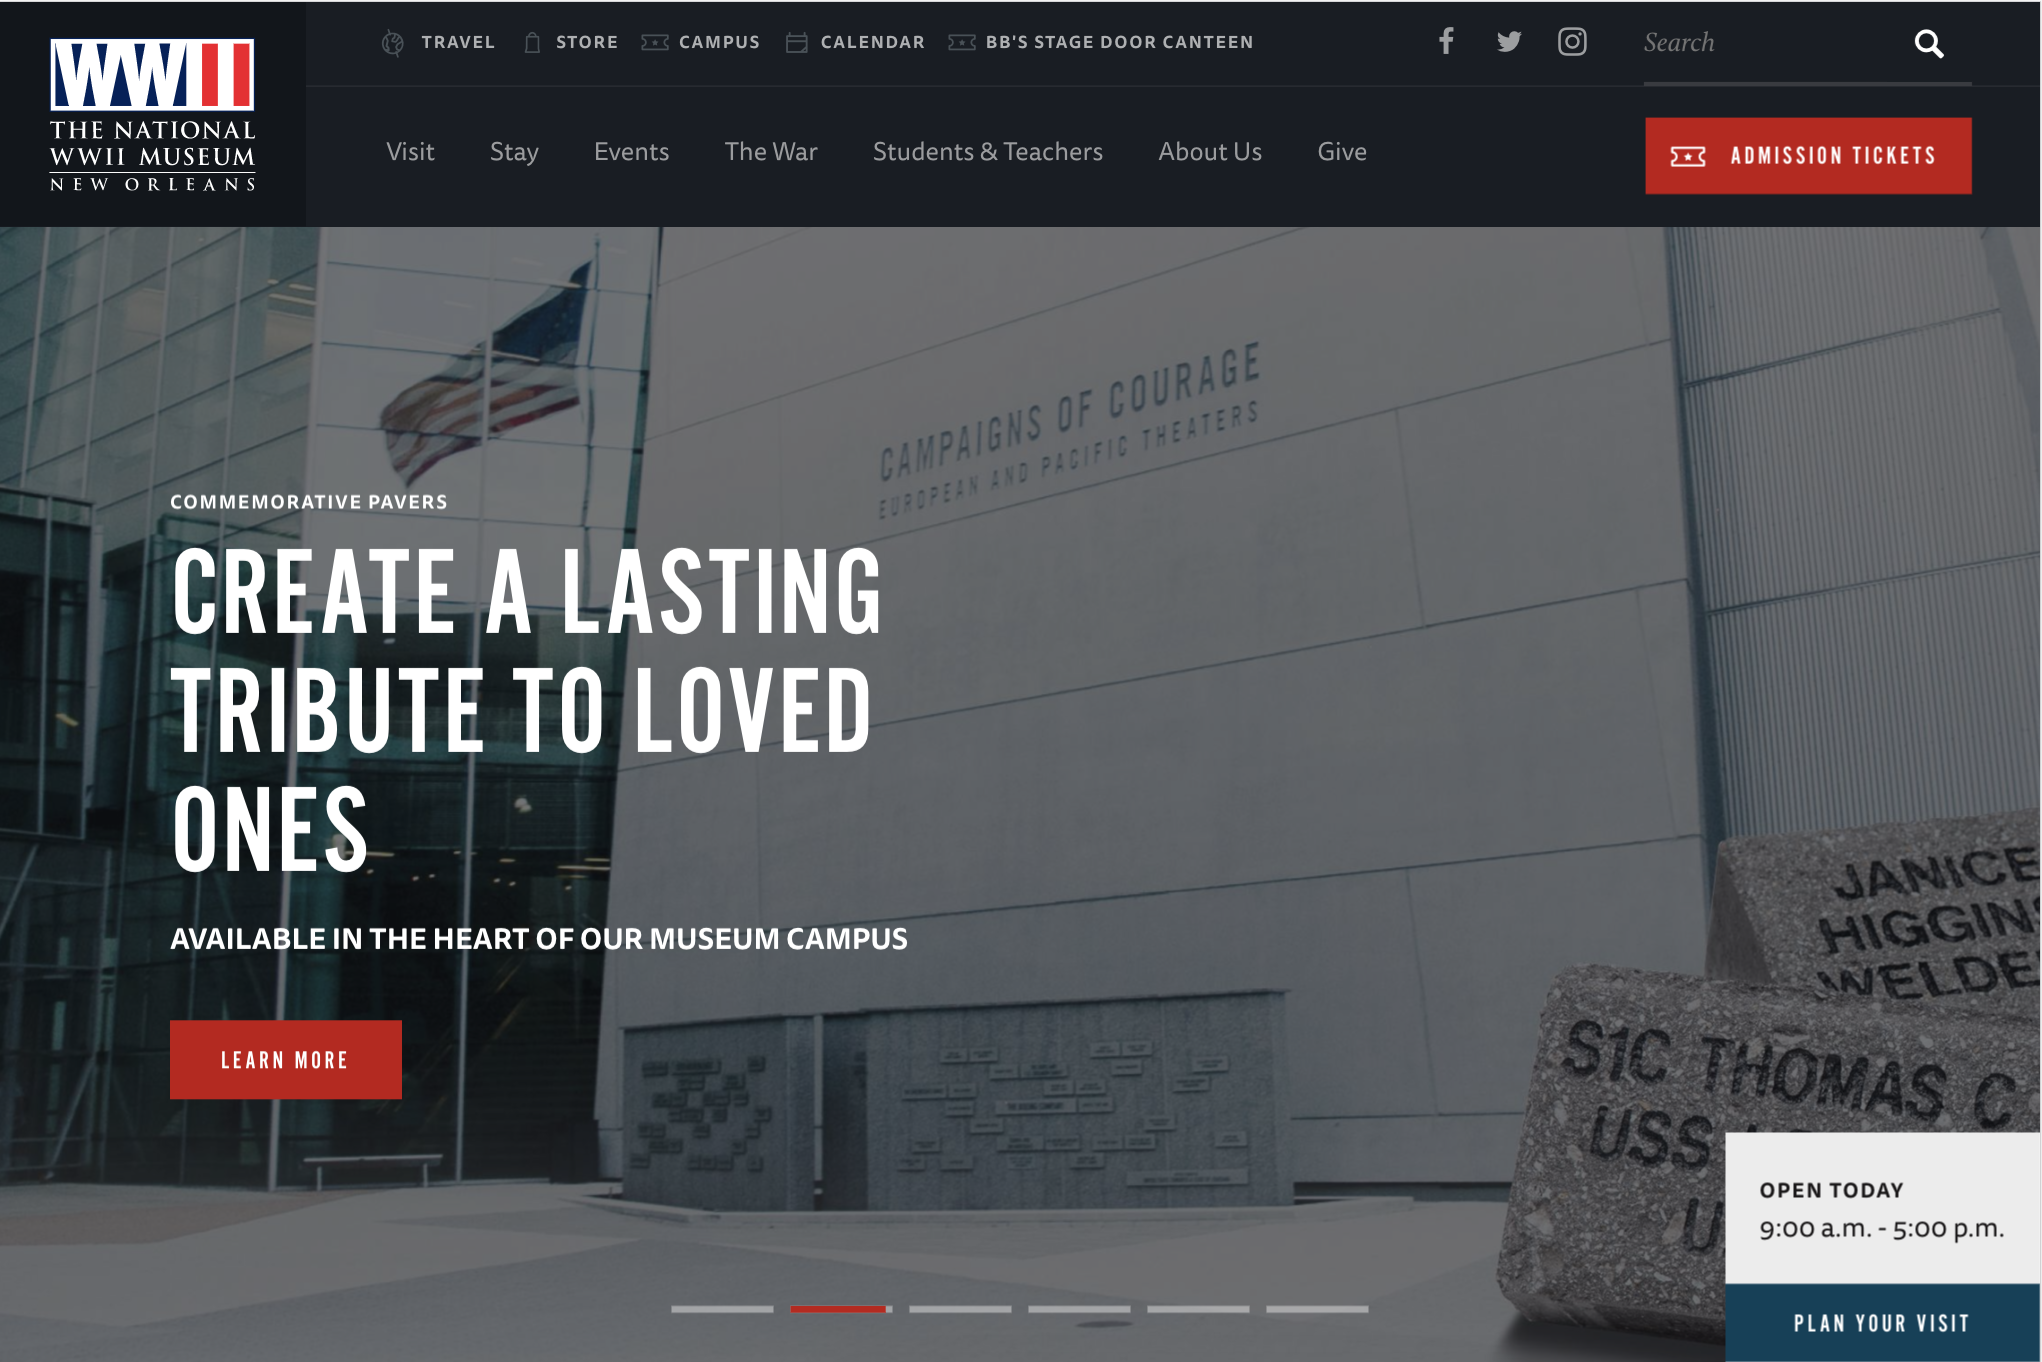 WWII
THE NATIONAL
WWII MUSEUM
NEW ORLEANS
TRAVEL
STORE
CAMPUS
CALENDAR
BB'S STAGE DOOR CANTEEN
Search
Visit
Stay
Events
The War
Students & Teachers
About Us
Give
ADMISSION TICKETS
CAMPAIGNS OF COURAGE
EUROPEAN AND PACIFIC THEATERS
COMMEMORATIVE PAVERS
CREATE A LASTING
TRIBUTE TO LOVED
ONES
AVAILABLE IN THE HEART OF OUR MUSEUM CAMPUS
LEARN MORE
JANICE
S1C THOMAS C
USS
OPEN TODAY
9:00 a.m. - 5:00 p.m.
PLAN YOUR VISIT